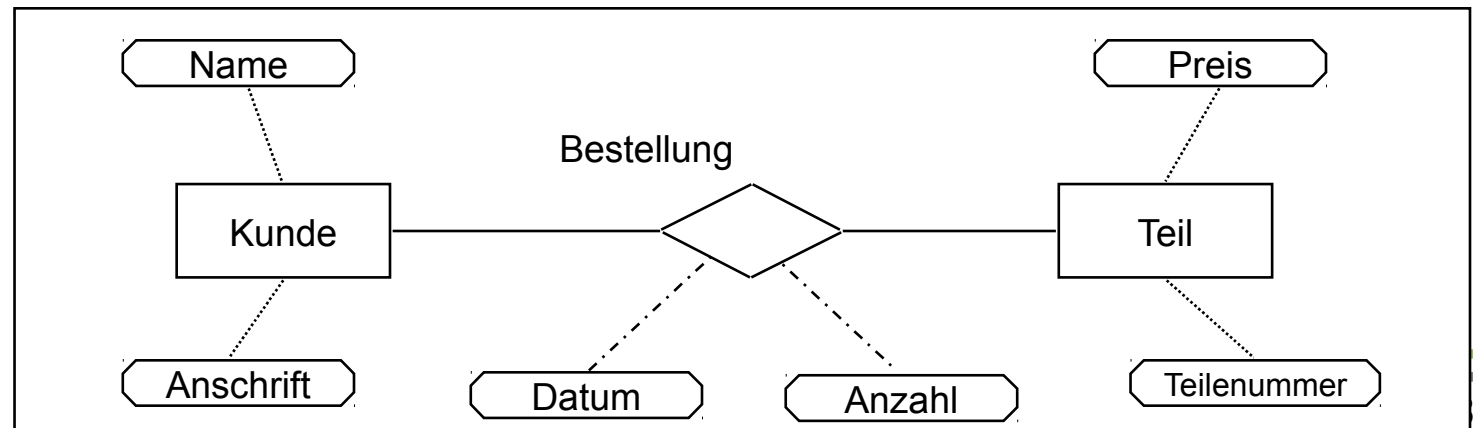 Name
Preis
Bestellung
Kunde
Teil
Anschrift
Datum
Anzahl
Teilenummer